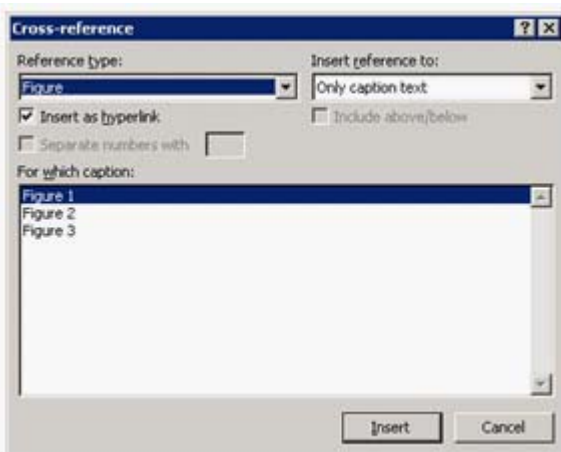 Cross-reference
Reference type:
Insert reference to:
Figure
Only caption text
Insert as hyperlink
Include above/below
Separate numbers with
For which caption:
Figure 1
Figure 2
Figure 3
Insert
Cancel